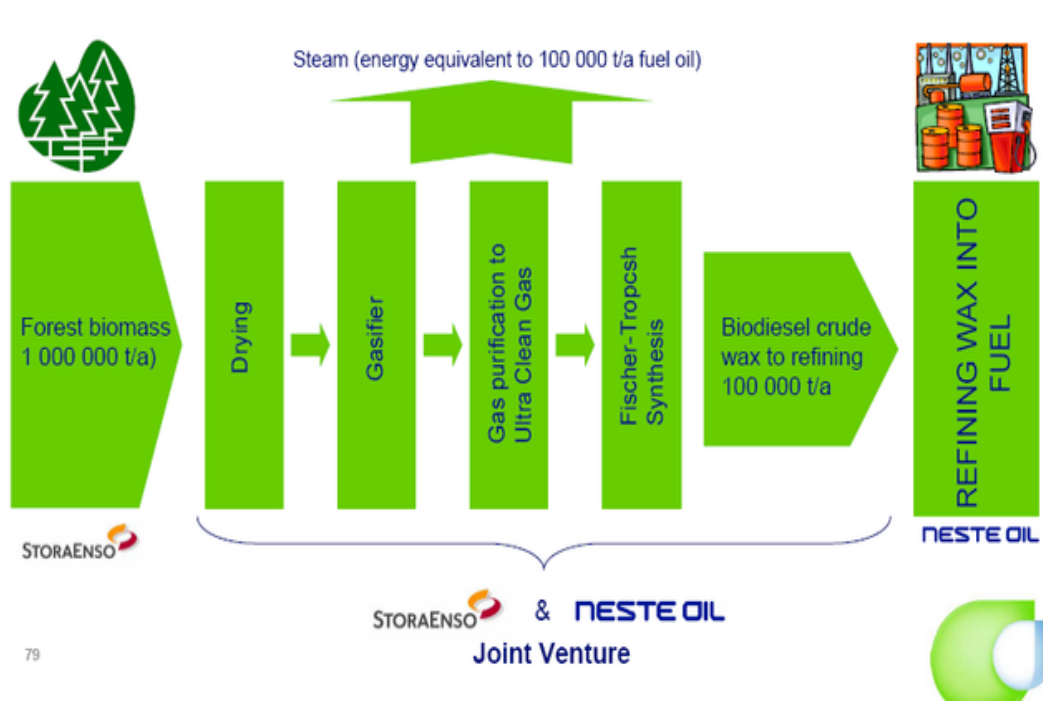 Steam (energy equivalent to 100 000 t/a fuel oil)
Forest biomass
1 000 000 t/a)
Drying
Gasifier
Gas purification to
Ultra Clean Gas
Fischer-Tropcsh
Synthesis
Biodiesel crude
wax to refining
100 000 t/a
REFINING WAX INTO
FUEL
STORAENSO
NESTE OIL
STORAENSO & NESTE OIL
Joint Venture
79